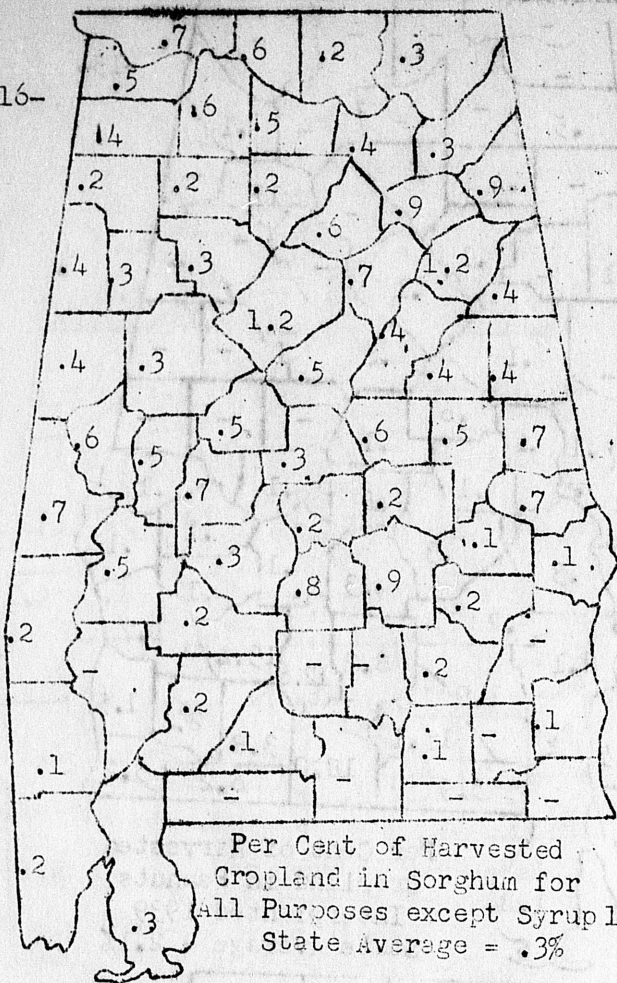 .7 .6 .2 .3
.5
16-
.6 .5
.4 .4 .3
.2 .2 .2 .9
.9
.6
.4 .3 .3 .7 1.2 .4
1.2 .4
.4 .3 .5 .4 .4
.6 .5 .5 .3 .6 .5 .7
.7 .7 .2 .2 .7
.5 .3 .1 .1
.8 .9 .2
.2 .2 -
- - - .2
.2
.1 .1 .1 - .1
- - - -
.2
.3
Per Cent of Harvested
Cropland in Sorghum for
All Purposes except Syrup 1
State Average = .3%